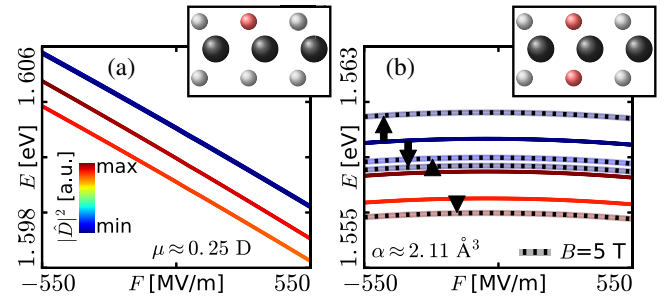 (a)
1.606
1.598
E [eV]
|D̂|² [a.u.]
max
min
μ≈0.25 D
−550 F [MV/m] 550
(b)
1.563
1.555
E [eV]
α≈2.11 Å³
B=5 T
−550 F [MV/m] 550